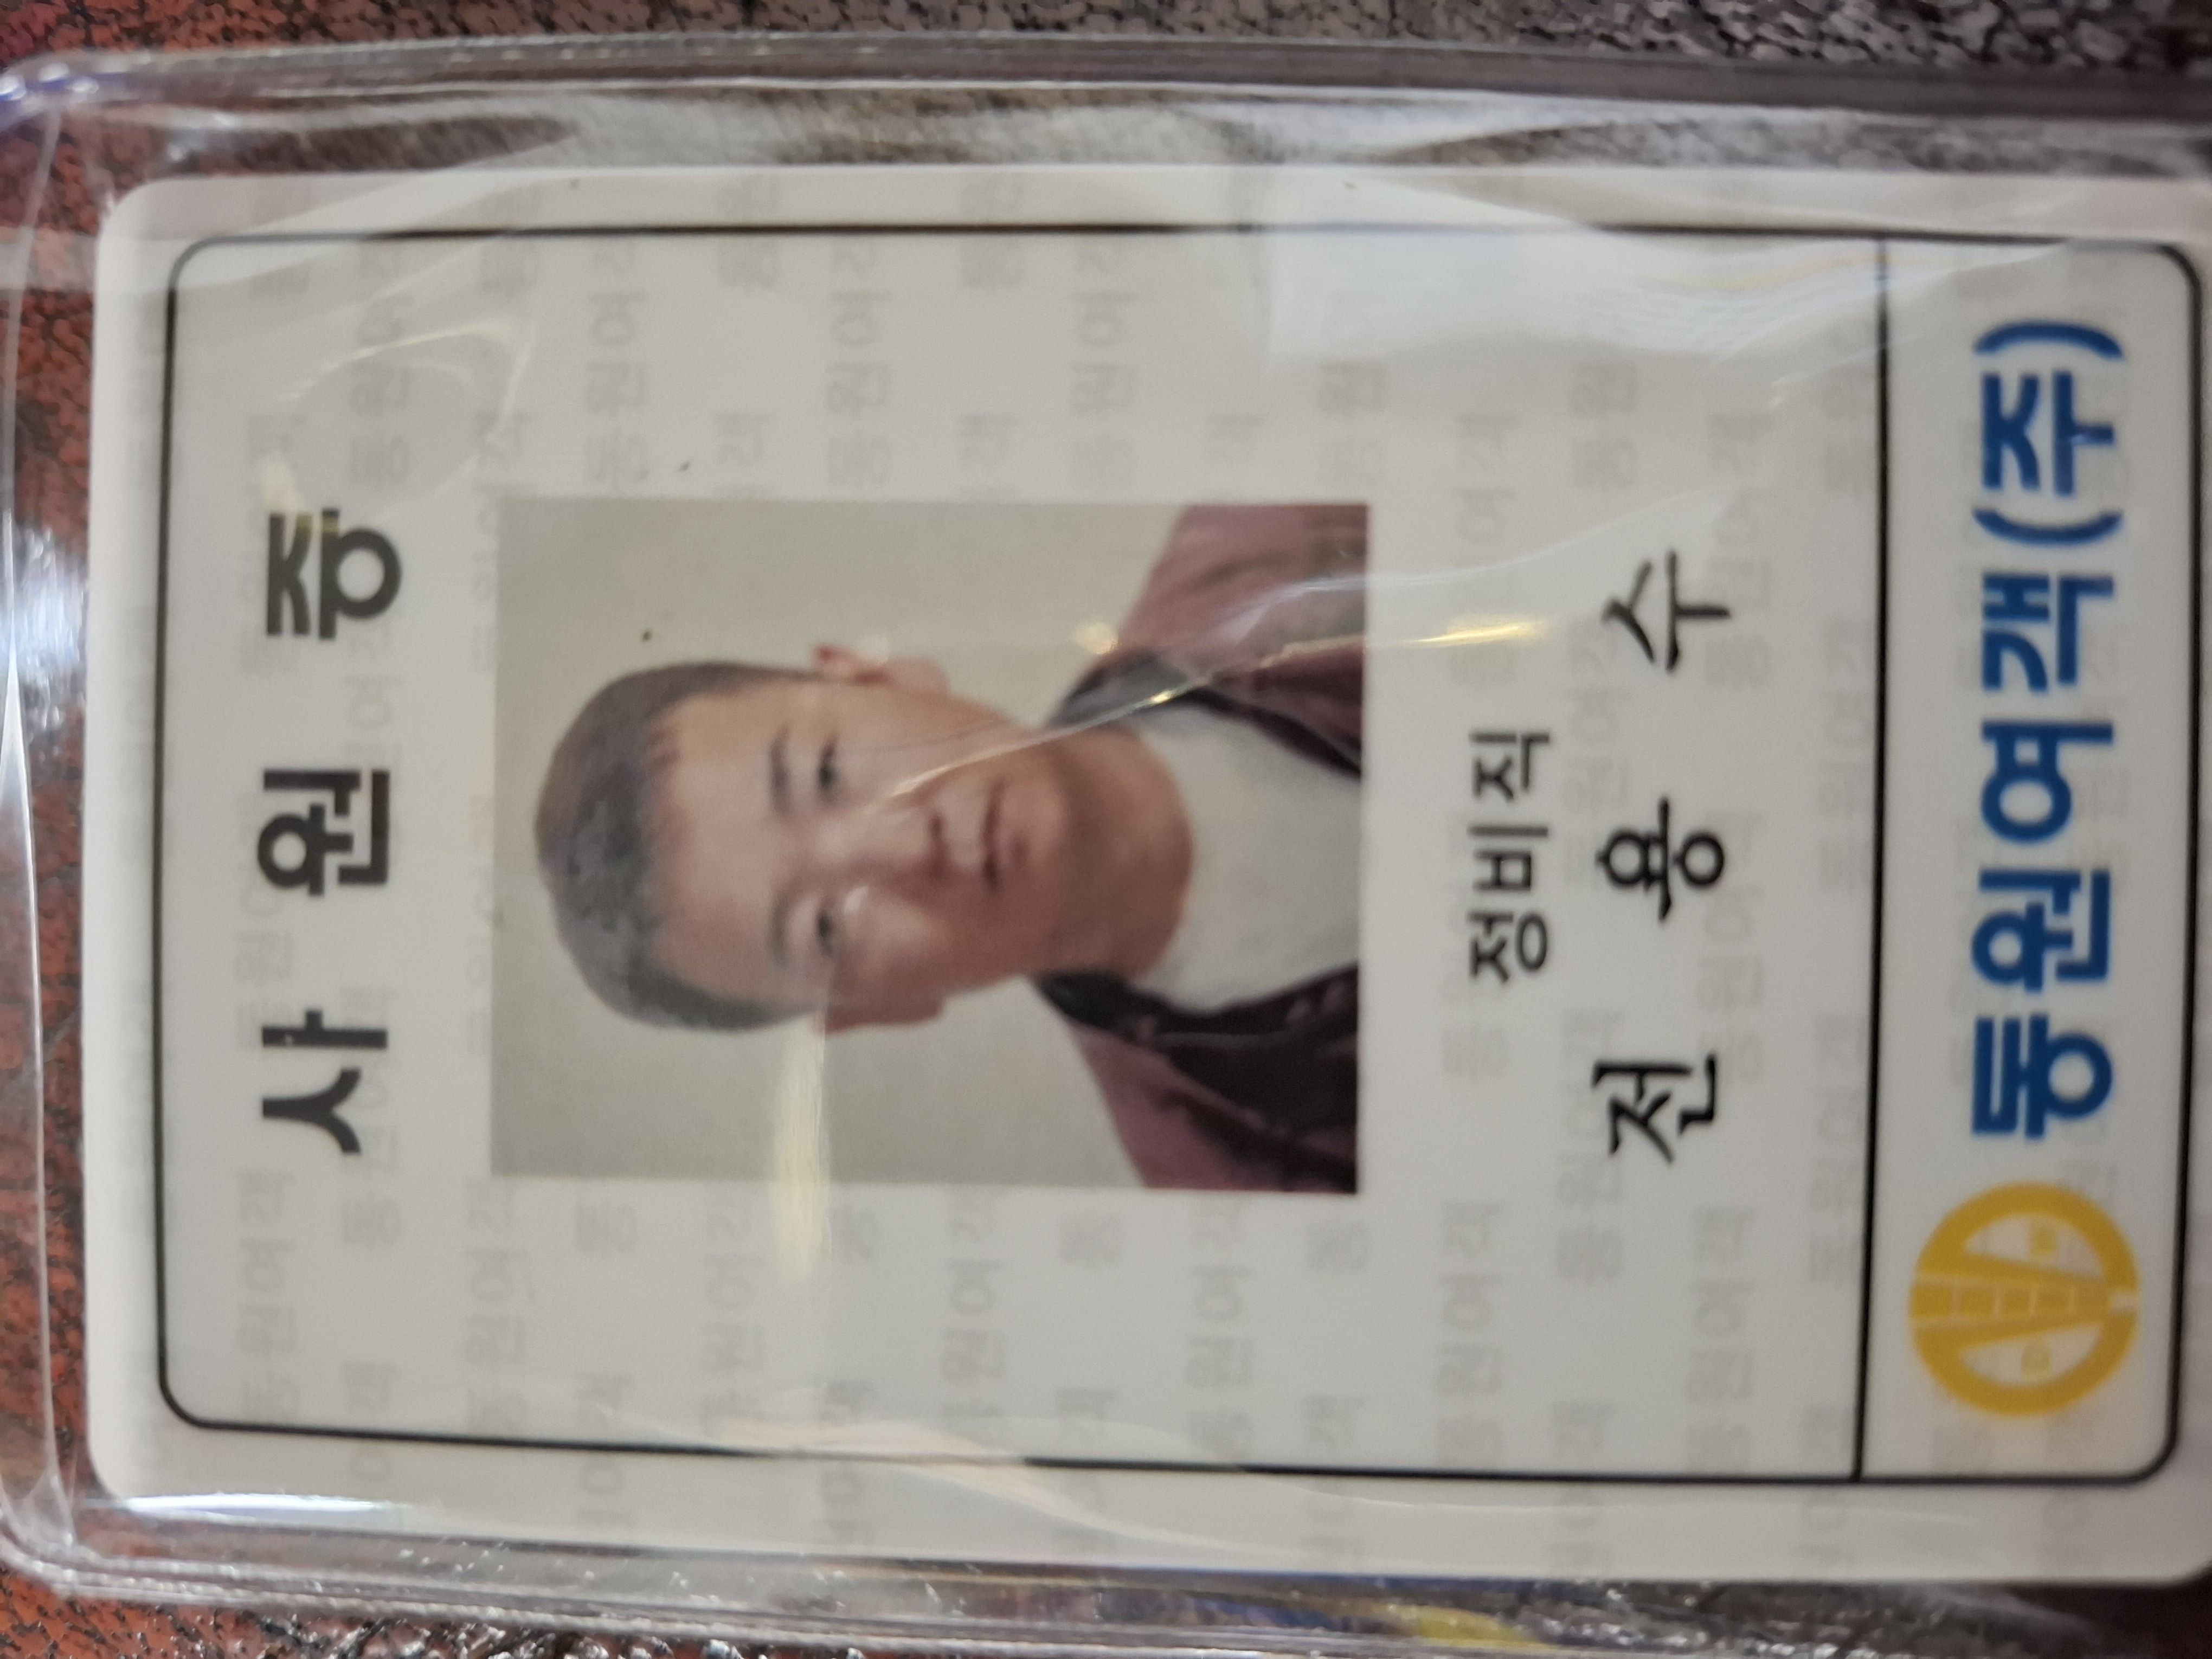 사 원 증
정비직
전 용 수
동원여객(주)